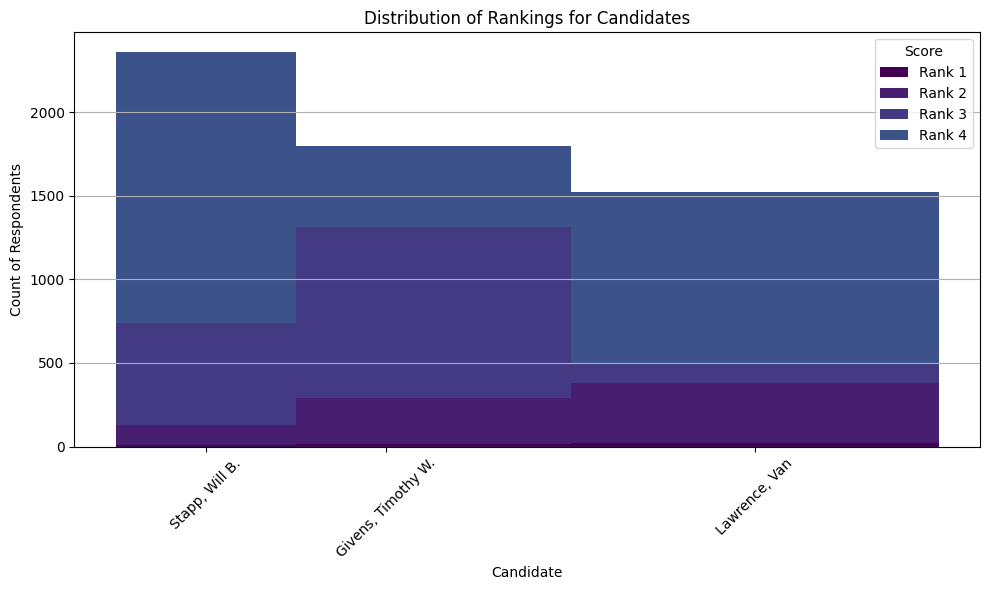 Distribution of Rankings for Candidates
Score
Rank 1
Rank 2
Rank 3
Rank 4
Count of Respondents
2000
1500
1000
500
0
Stapp, Will B.
Givens, Timothy W.
Lawrence, Van
Candidate